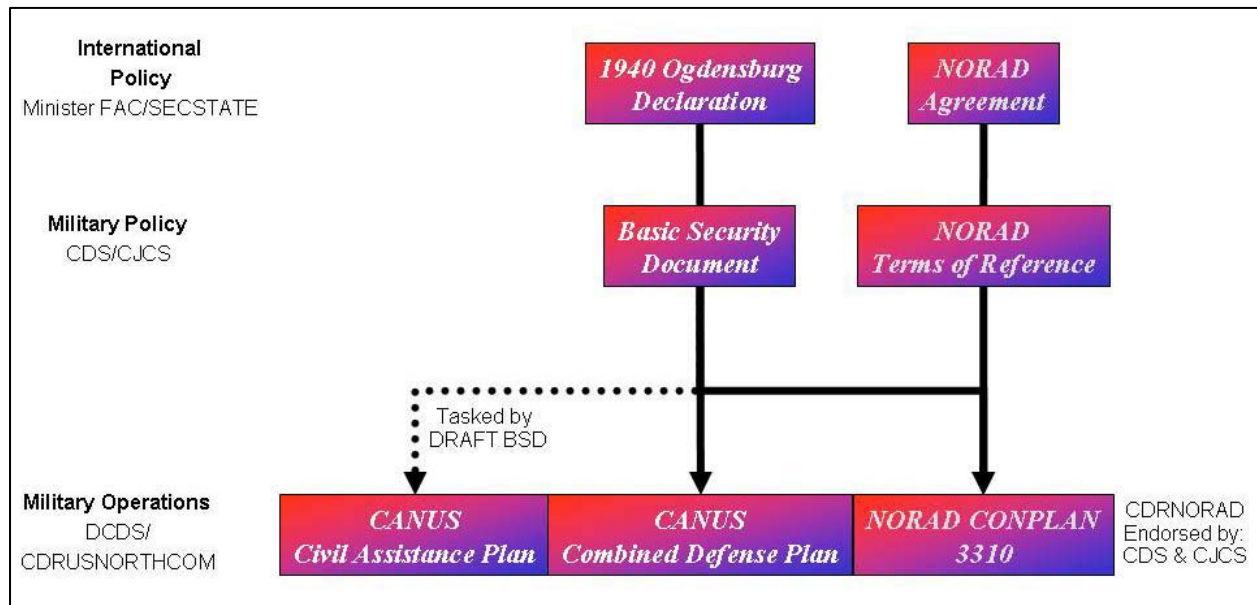 International
Policy
Minister FAC/SECSTATE
1940 Ogdensburg
Declaration
NORAD
Agreement
Military Policy
CDS/CJCS
Basic Security
Document
NORAD
Terms of Reference
Tasked by
DRAFT BSD
Military Operations
DCDS/
CDRUSNORTHCOM
CANUS
Civil Assistance Plan
CANUS
Combined Defense Plan
NORAD CONPLAN
3310
CDRNORAD
Endorsed by:
CDS & CJCS